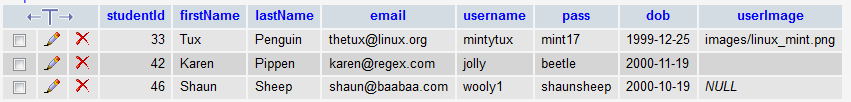 studentId firstName lastName email username pass dob userImage
33 Tux Penguin thetux@linux.org mintytux mint17 1999-12-25 images/linux_mint.png
42 Karen Pippen karen@regex.com jolly beetle 2000-11-19
46 Shaun Sheep shaun@baabaa.com wooly1 shaunsheep 2000-10-19 NULL